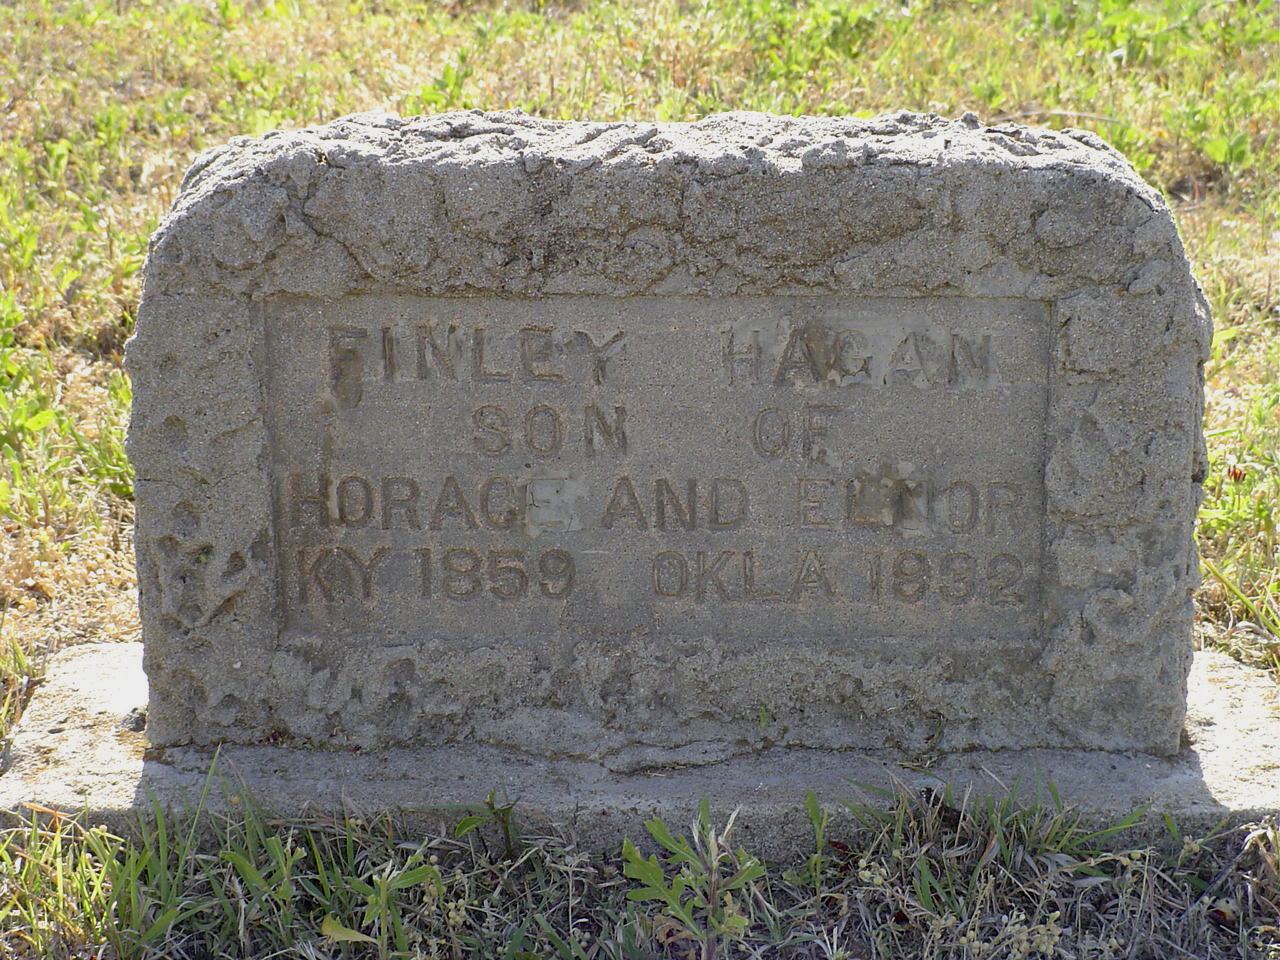 FINLEY HAGAN
SON OF
HORACE AND ELNOR
KY 1859 OKLA 1932